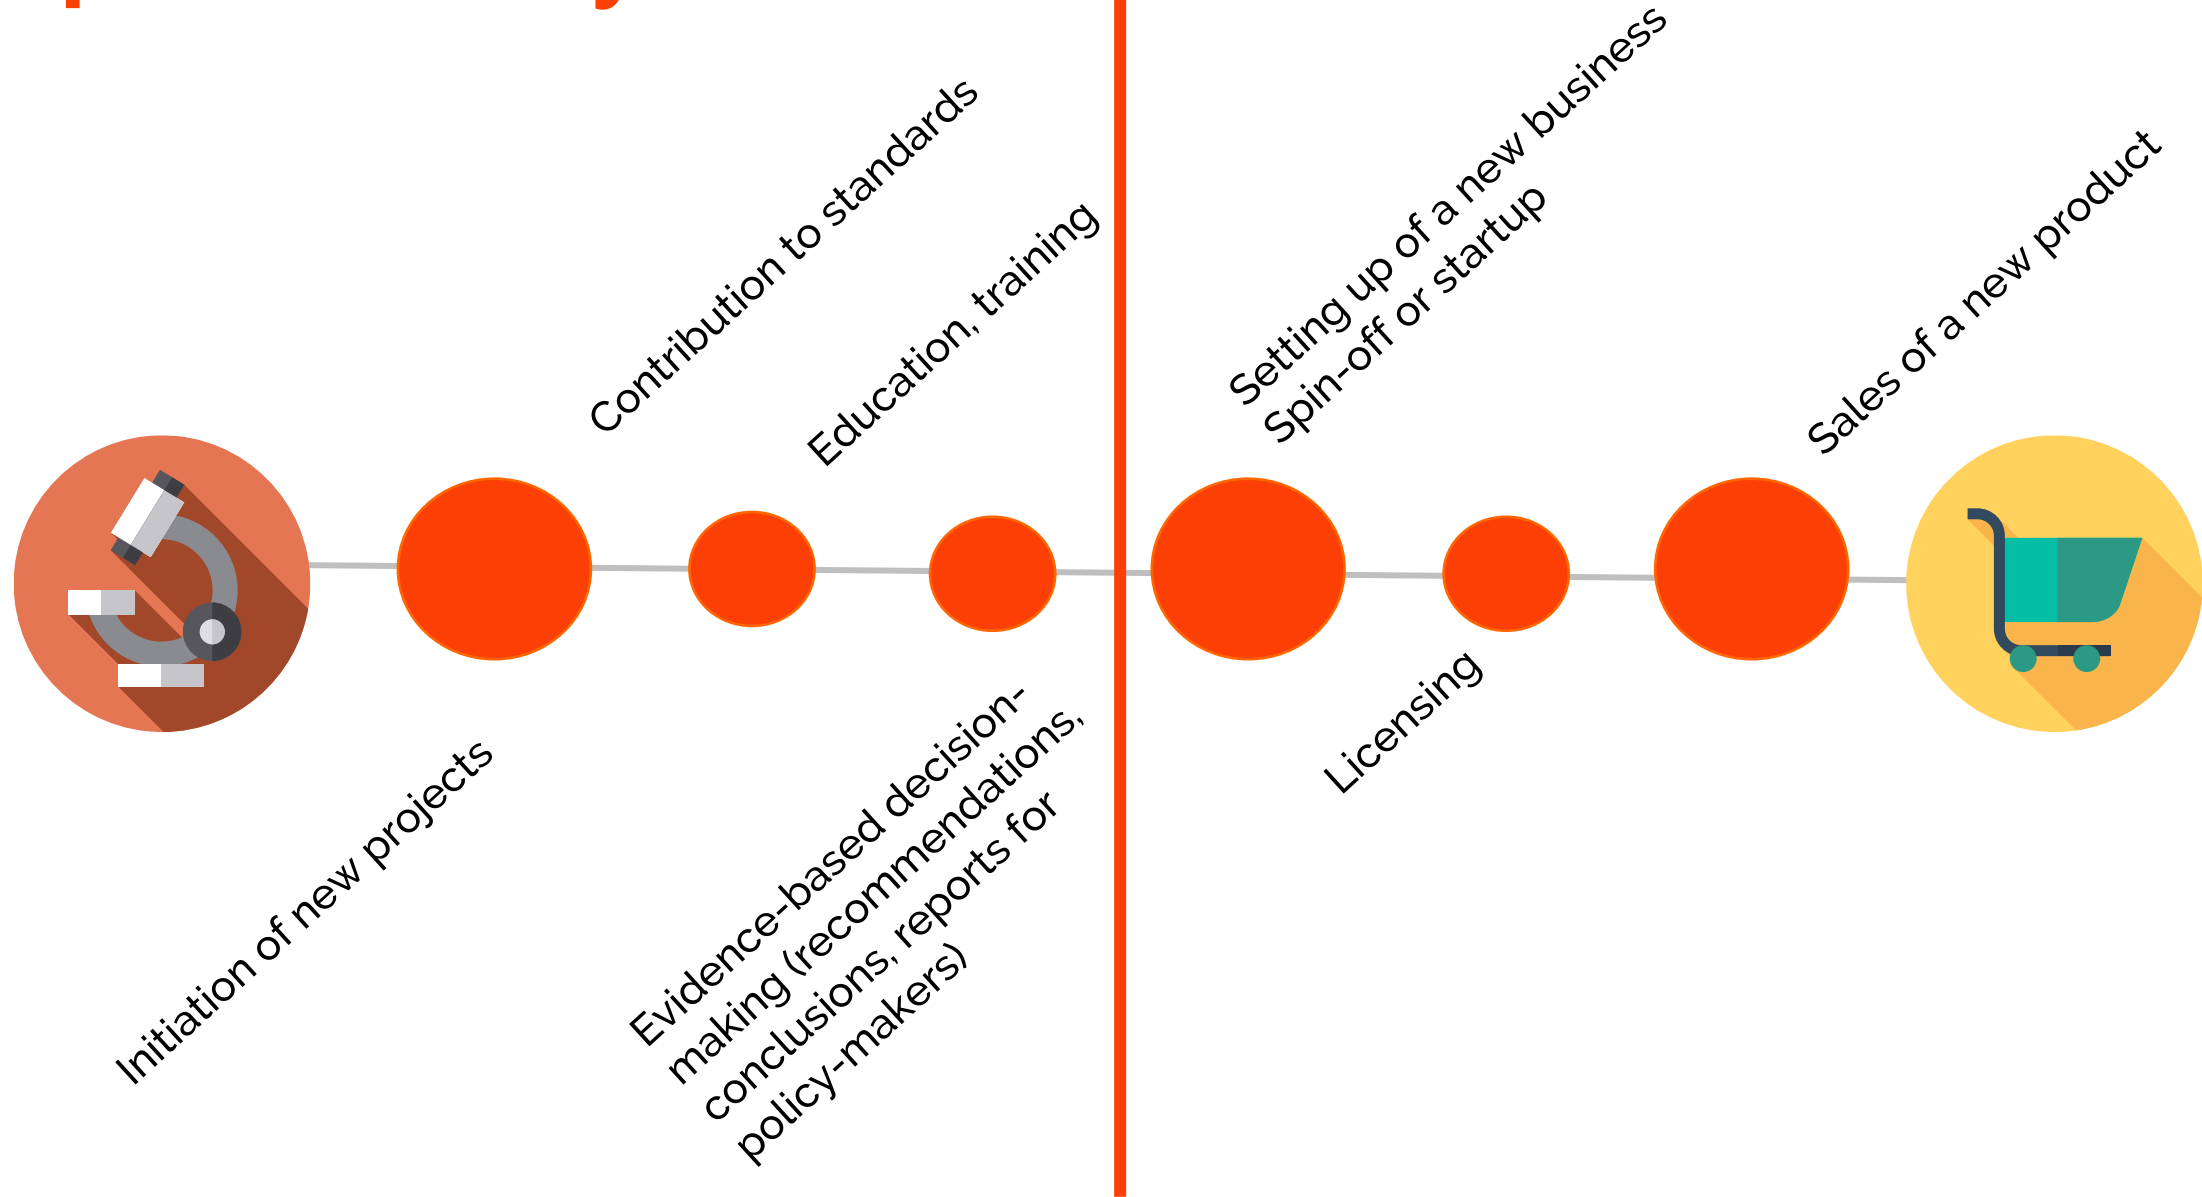 Contribution to standards
Education, training
Setting up of a new business
Spin-off or startup
Sales of a new product
Initiation of new projects
Evidence-based decision-
making (recommendations,
conclusions, reports for
policy-makers)
Licensing